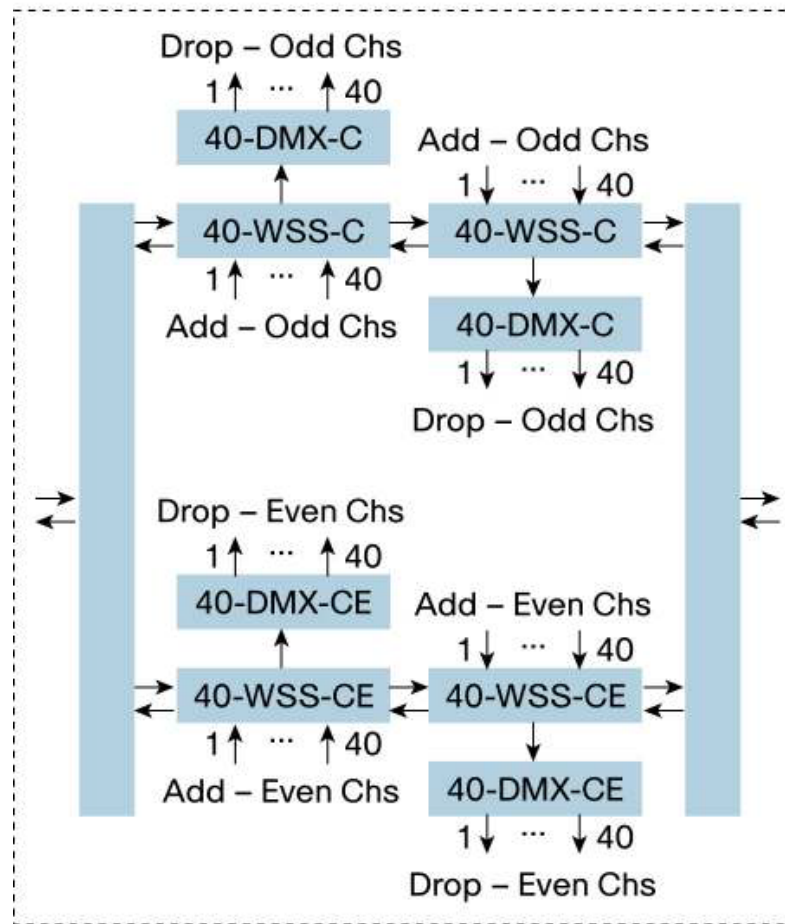 Drop – Odd Chs
1 ... 40
40-DMX-C
Add – Odd Chs
1 ... 40
40-WSS-C
40-WSS-C
1 ... 40
Add – Odd Chs
40-DMX-C
1 ... 40
Drop – Odd Chs
Drop – Even Chs
1 ... 40
40-DMX-CE
Add – Even Chs
1 ... 40
40-WSS-CE
40-WSS-CE
1 ... 40
Add – Even Chs
40-DMX-CE
1 ... 40
Drop – Even Chs